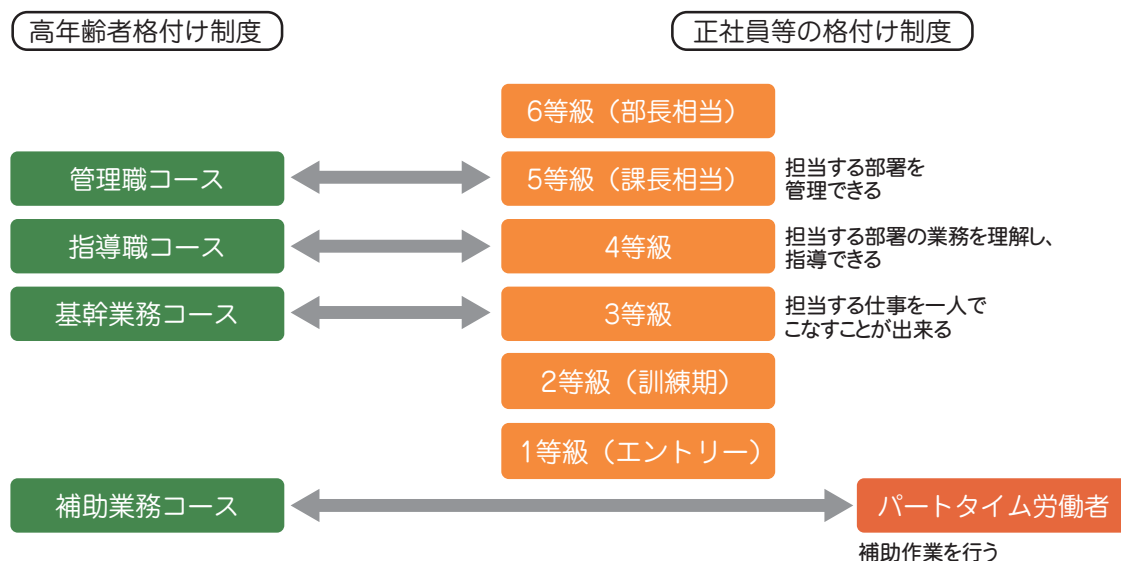 高年齢者格付け制度
正社員等の格付け制度
6等級（部長相当）
管理職コース
5等級（課長相当）
担当する部署を
管理できる
指導職コース
4等級
担当する部署の業務を理解し、
指導できる
基幹業務コース
3等級
担当する仕事を一人で
こなすことが出来る
2等級（訓練期）
1等級（エントリー）
補助業務コース
パートタイム労働者
補助作業を行う